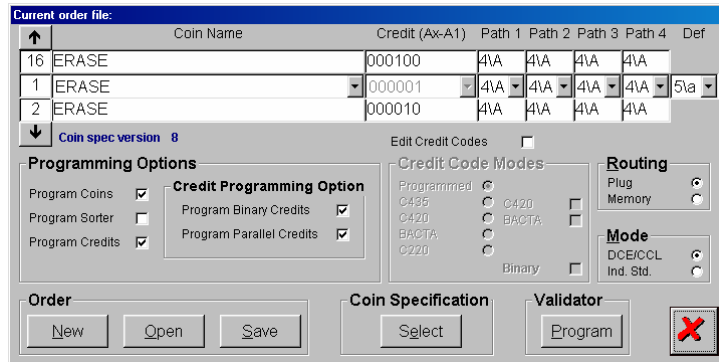 Current order file:
Coin Name Credit (Ax-A1) Path 1 Path 2 Path 3 Path 4 Def
16 ERASE 000100 4\A 4\A 4\A 4\A
1 ERASE 000001 4\A 4\A 4\A 4\A 5\a
2 ERASE 000010 4\A 4\A 4\A 4\A
Coin spec version 8
Edit Credit Codes
Programming Options
Program Coins
Program Sorter
Program Credits
Credit Programming Option
Program Binary Credits
Program Parallel Credits
Credit Code Modes
Programmed
C435
C420
BACTA
C220
C420
BACTA
Binary
Routing
Plug
Memory
Mode
DCE/CCL
Ind. Std.
Order
New Open Save
Coin Specification
Select
Validator
Program